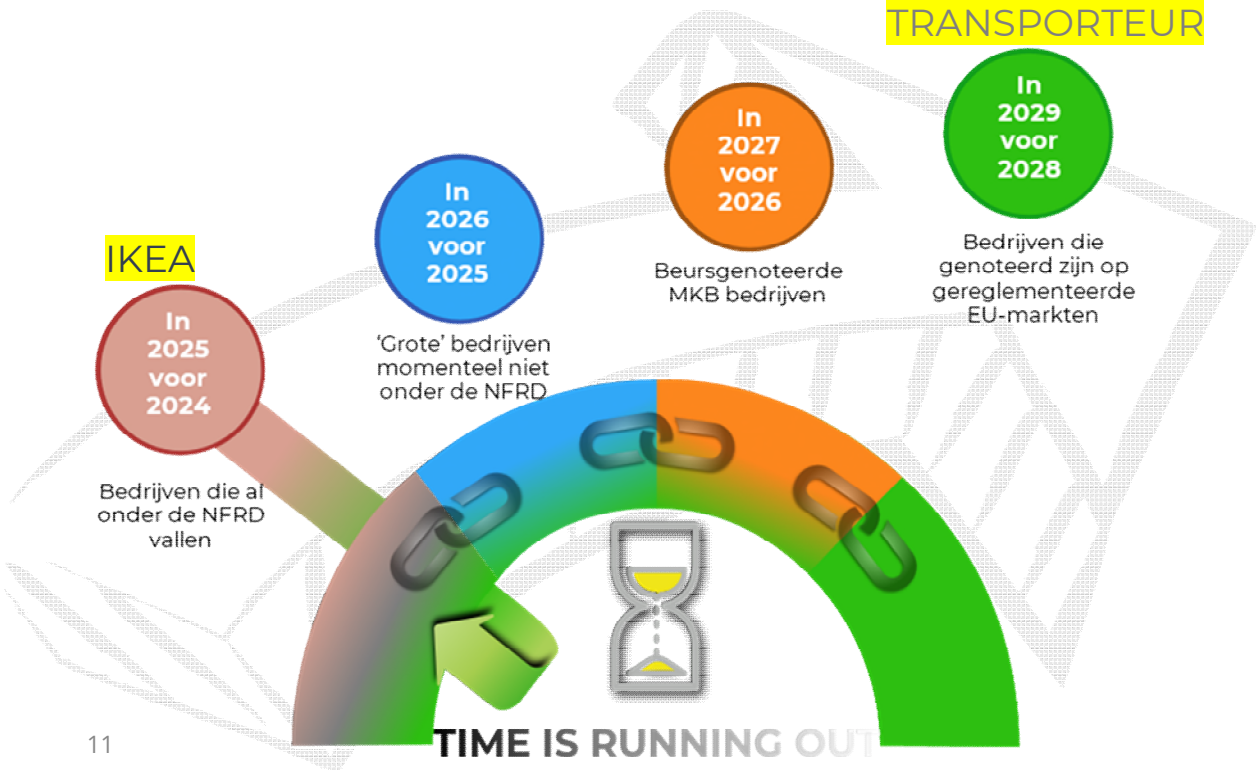 TRANSPORTEUR
In
2029
voor
2028
Bedrijven die
genoteerd zijn op
gereglementeerde
EU-markten
In
2027
voor
2026
Beursgenoteerde
MKB bedrijven
In
2026
voor
2025
'Grote' bedrijven
momenteel niet
onder de NFRD
IKEA
In
2025
voor
2024
Bedrijven die al
onder de NFRD
vallen
11
TIME IS RUNNING OUT